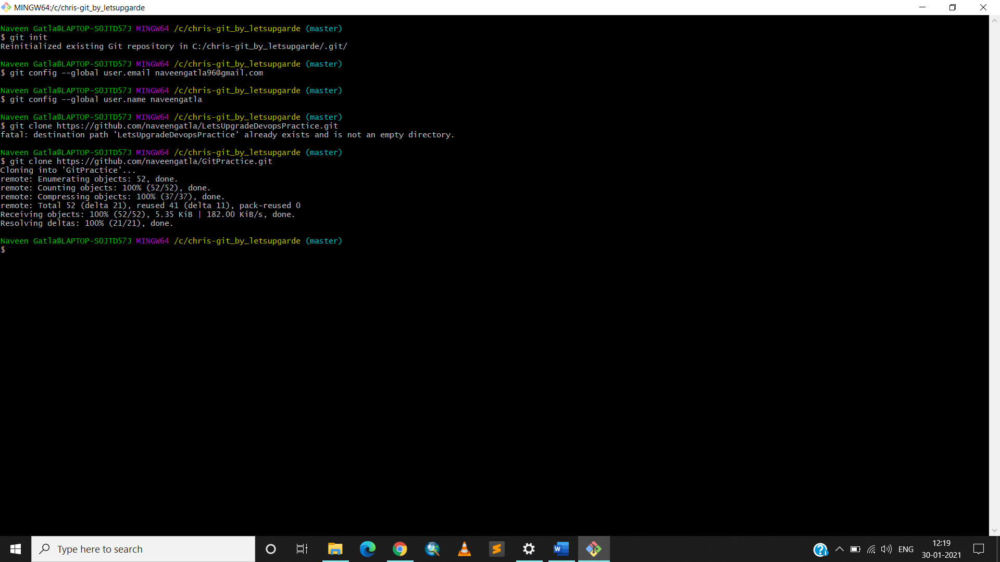 MINGW64:/c/chris-git_by_letsupgarde
Naveen Gatla@LAPTOP-S0JTD57J MINGW64 /c/chris-git_by_letsupgarde (master)
$ git init
Reinitialized existing Git repository in C:/chris-git_by_letsupgarde/.git/
Naveen Gatla@LAPTOP-S0JTD57J MINGW64 /c/chris-git_by_letsupgarde (master)
$ git config --global user.email naveengatla96@gmail.com
Naveen Gatla@LAPTOP-S0JTD57J MINGW64 /c/chris-git_by_letsupgarde (master)
$ git config --global user.name naveengatla
Naveen Gatla@LAPTOP-S0JTD57J MINGW64 /c/chris-git_by_letsupgarde (master)
$ git clone https://github.com/naveengatla/LetsUpgradeDevopsPractice.git
fatal: destination path 'LetsUpgradeDevopsPractice' already exists and is not an empty directory.
Naveen Gatla@LAPTOP-S0JTD57J MINGW64 /c/chris-git_by_letsupgarde (master)
$ git clone https://github.com/naveengatla/GitPractice.git
Cloning into 'GitPractice'...
remote: Enumerating objects: 52, done.
remote: Counting objects: 100% (52/52), done.
remote: Compressing objects: 100% (37/37), done.
remote: Total 52 (delta 21), reused 41 (delta 11), pack-reused 0
Receiving objects: 100% (52/52), 5.35 KiB | 182.00 KiB/s, done.
Resolving deltas: 100% (21/21), done.
Naveen Gatla@LAPTOP-S0JTD57J MINGW64 /c/chris-git_by_letsupgarde (master)
$
Type here to search
ENG
12:19
30-01-2021